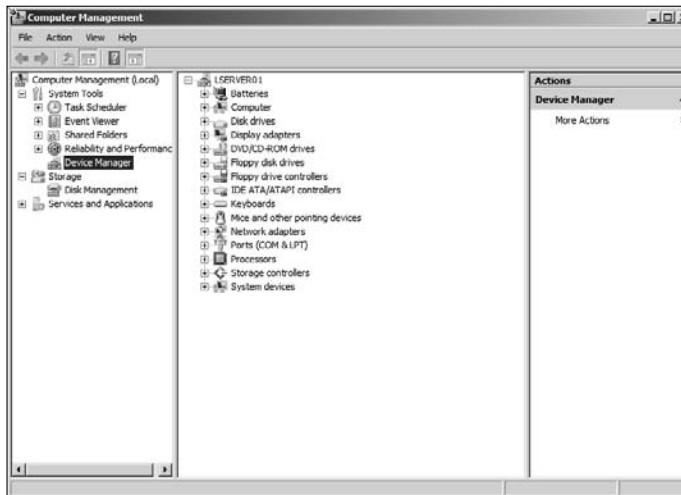 Computer Management
File Action View Help
Computer Management (Local)
System Tools
Task Scheduler
Event Viewer
Shared Folders
Reliability and Performanc
Device Manager
Storage
Disk Management
Services and Applications
LSERVER01
Batteries
Computer
Disk drives
Display adapters
DVD/CD-ROM drives
Floppy disk drives
Floppy drive controllers
IDE ATA/ATAPI controllers
Keyboards
Mice and other pointing devices
Network adapters
Ports (COM & LPT)
Processors
Storage controllers
System devices
Actions
Device Manager
More Actions